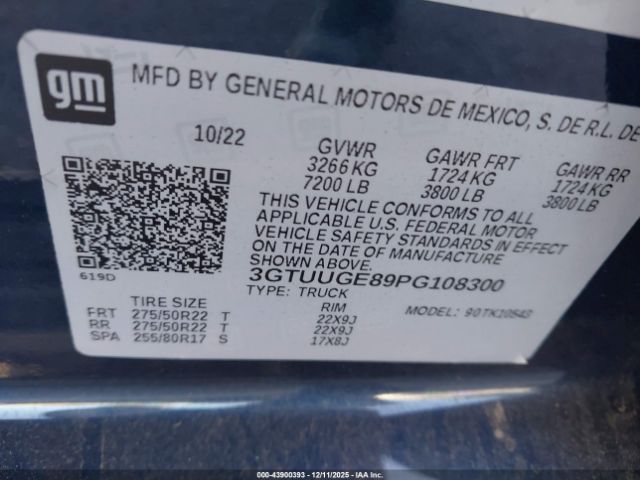 gm
MFD BY GENERAL MOTORS DE MEXICO, S. DE R.L. DE
10/22
GVWR GAWR FRT GAWR RR
3266 KG 1724 KG 1724 KG
7200 LB 3800 LB 3800 LB
THIS VEHICLE CONFORMS TO ALL
APPLICABLE U.S. FEDERAL MOTOR
VEHICLE SAFETY STANDARDS IN EFFECT
ON THE DATE OF MANUFACTURE
SHOWN ABOVE.
619D
3GTUUGE89PG108300
TYPE: TRUCK
MODEL: 90TK10543
TIRE SIZE RIM
FRT 275/50R22 T 22X9J
RR 275/50R22 T 22X9J
SPA 255/80R17 S 17X8J
000-43900393 - 12/11/2025 - IAA Inc.